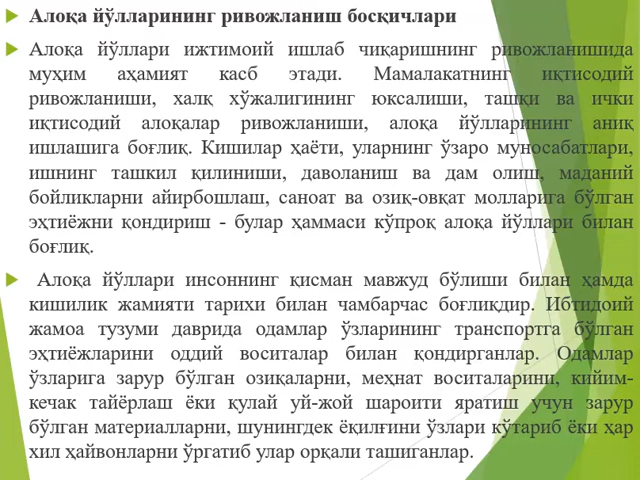 Алоқа йўлларининг ривожланиш босқичлари
Алоқа йўллари ижтимоий ишлаб чиқаришнинг ривожланишида
муҳим аҳамият касб этади. Мамалакатнинг иқтисодий
ривожланиши, халқ хўжалигининг юксалиши, ташқи ва ички
иқтисодий алоқалар ривожланиши, алоқа йўлларининг аниқ
ишлашига боғлиқ. Кишилар ҳаёти, уларнинг ўзаро муносабатлари,
ишнинг ташкил қилиниши, даволаниш ва дам олиш, маданий
бойликларни айирбошлаш, саноат ва озиқ-овқат молларига бўлган
эҳтиёжни қондириш - булар ҳаммаси кўпроқ алоқа йўллари билан
боғлиқ.
Алоқа йўллари инсоннинг қисман мавжуд бўлиши билан ҳамда
кишилик жамияти тарихи билан чамбарчас боғлиқдир. Ибтидоий
жамоа тузуми даврида одамлар ўзларининг транспортга бўлган
эҳтиёжларини оддий воситалар билан қондирганлар. Одамлар
ўзларига зарур бўлган озиқаларни, меҳнат воситаларини, кийим-
кечак тайёрлаш ёки қулай уй-жой шароити яратиш учун зарур
бўлган материалларни, шунингдек ёқилғини ўзлари кўтариб ёки ҳар
хил ҳайвонларни ўргатиб улар орқали ташиганлар.